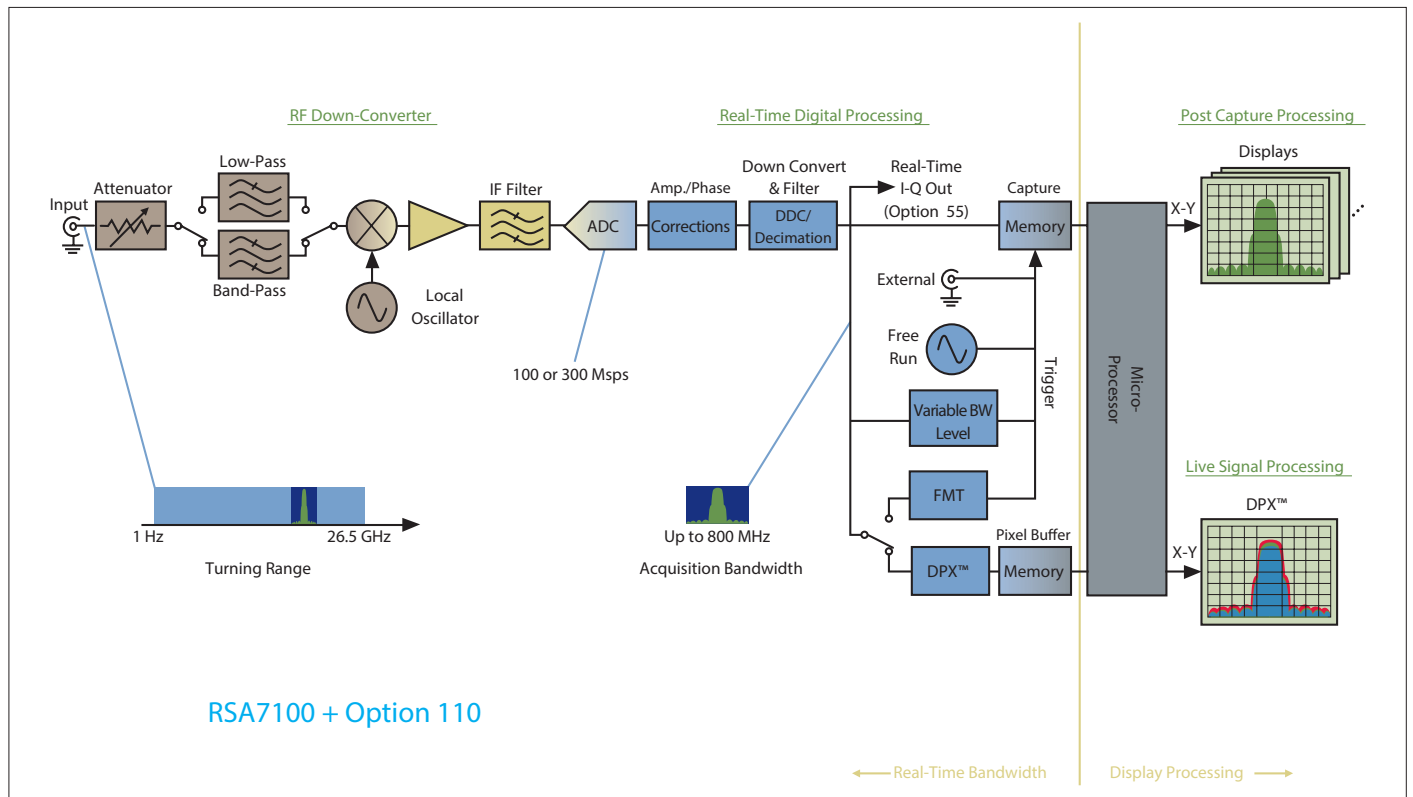 RF Down-Converter
Real-Time Digital Processing
Post Capture Processing
Low-Pass
Down Convert
& Filter
Real-Time
I-Q Out
(Option 55)
Displays
Input
Attenuator
IF Filter
Amp./Phase
Capture
X-Y
ADC
Corrections
DDC/
Decimation
Memory
Band-Pass
External
Local
Oscillator
Free
Run
100 or 300 Msps
Trigger
Micro-
Processor
Variable BW
Level
Live Signal Processing
FMT
DPX™
1 Hz
26.5 GHz
Up to 800 MHz
Pixel Buffer
X-Y
Turning Range
Acquisition Bandwidth
DPX™
Memory
RSA7100 + Option 110
Real-Time Bandwidth
Display Processing